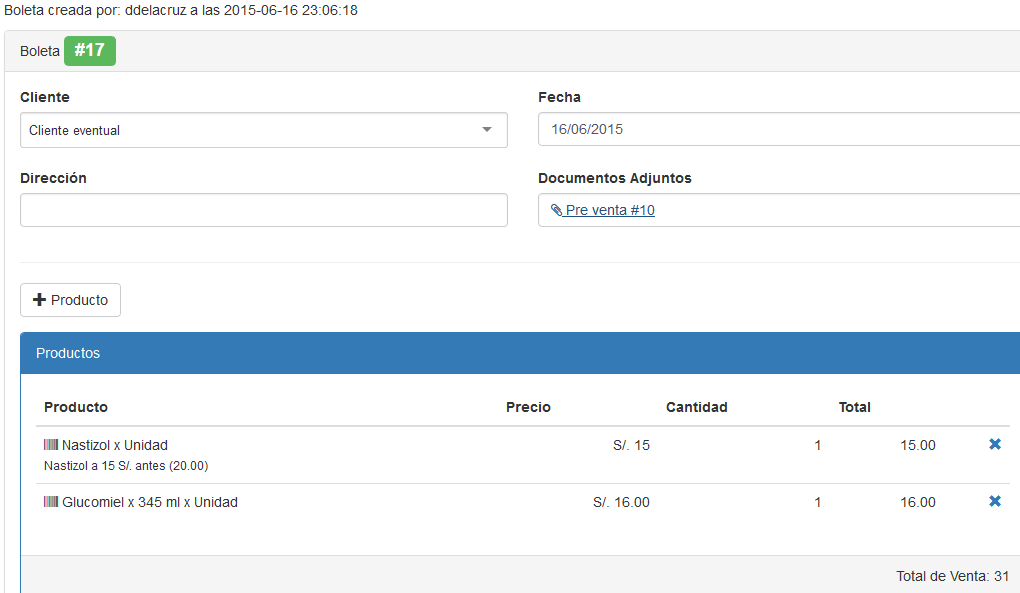 Boleta creada por: ddelacruz a las 2015-06-16 23:06:18
Boleta #17
Cliente
Fecha
Cliente eventual
16/06/2015
Dirección
Documentos Adjuntos
Pre venta #10
Producto
Productos
Producto Precio Cantidad Total
Nastizol x Unidad S/. 15 1 15.00
Nastizol a 15 S/. antes (20.00)
Glucomiel x 345 ml x Unidad S/. 16.00 1 16.00
Total de Venta: 31